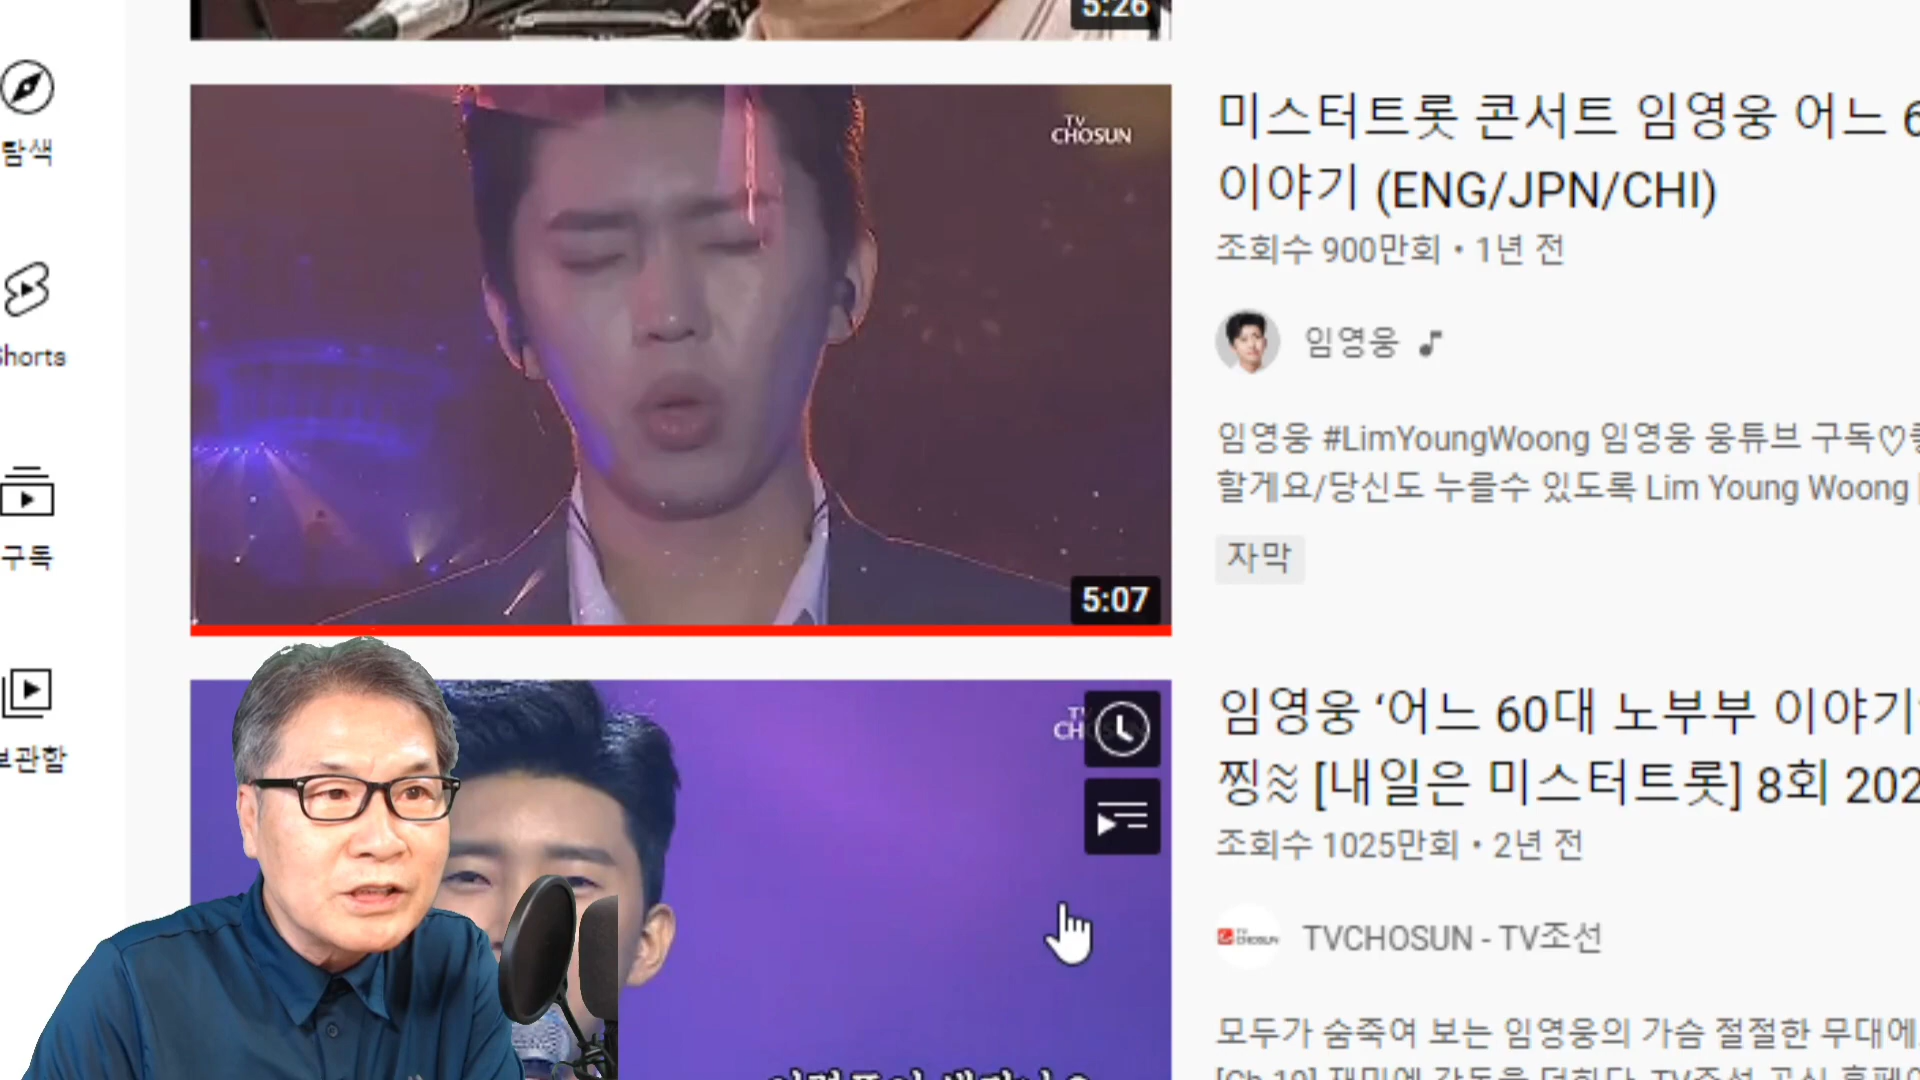 5:26
탐색
TV
CHOSUN
미스터트롯 콘서트 임영웅 어느 6
이야기 (ENG/JPN/CHI)
조회수 900만회 • 1년 전
Shorts
임영웅 ♪
임영웅 #LimYoungWoong 임영웅 웅튜브 구독♡
할게요/당신도 누를수 있도록 Lim Young Woong
구독
자막
5:07
보관함
TV
CH
임영웅 ‘어느 60대 노부부 이야기’
찡≋ [내일은 미스터트롯] 8회 202
조회수 1025만회 • 2년 전
TV CHOSUN
TVCHOSUN - TV조선
모두가 숨죽여 보는 임영웅의 가슴 절절한 무대에